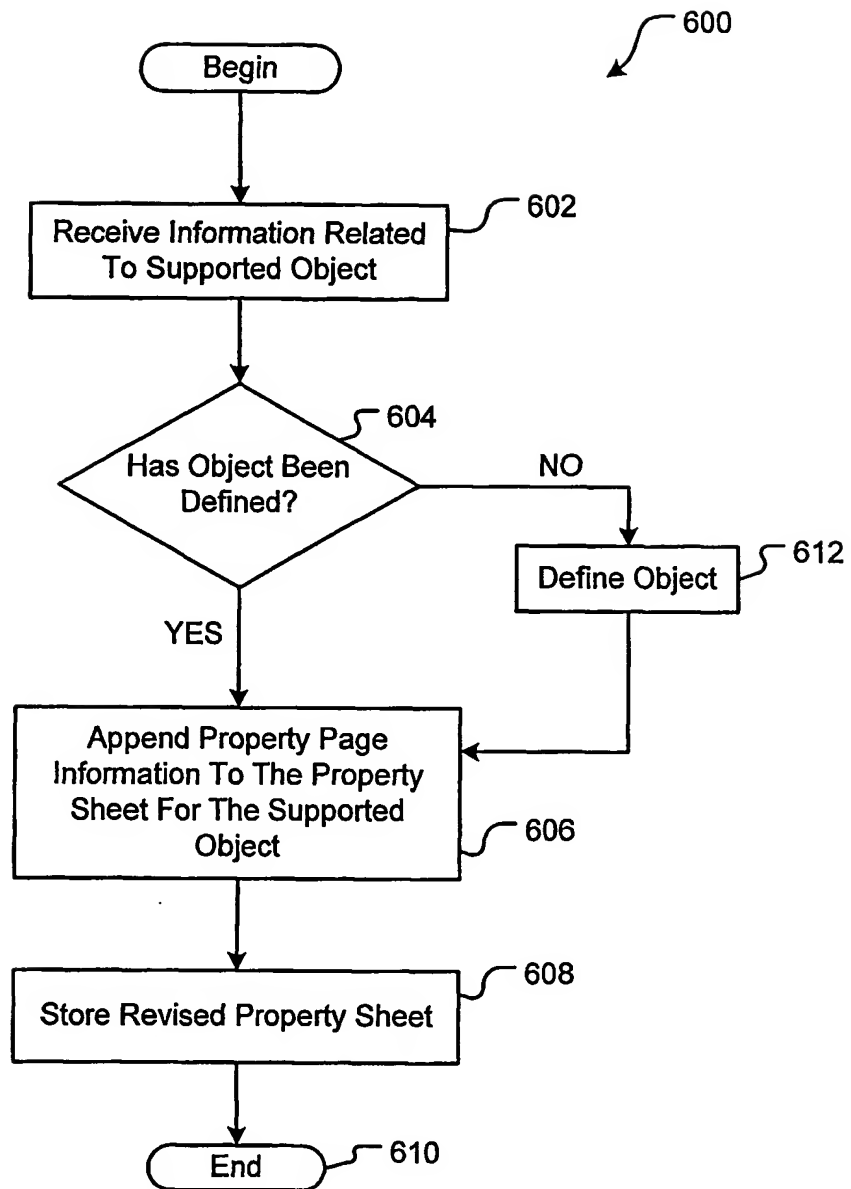 600
Begin
602
Receive Information Related
To Supported Object
604
Has Object Been
Defined?
NO
612
Define Object
YES
Append Property Page
Information To The Property
Sheet For The Supported
Object
606
608
Store Revised Property Sheet
End
610